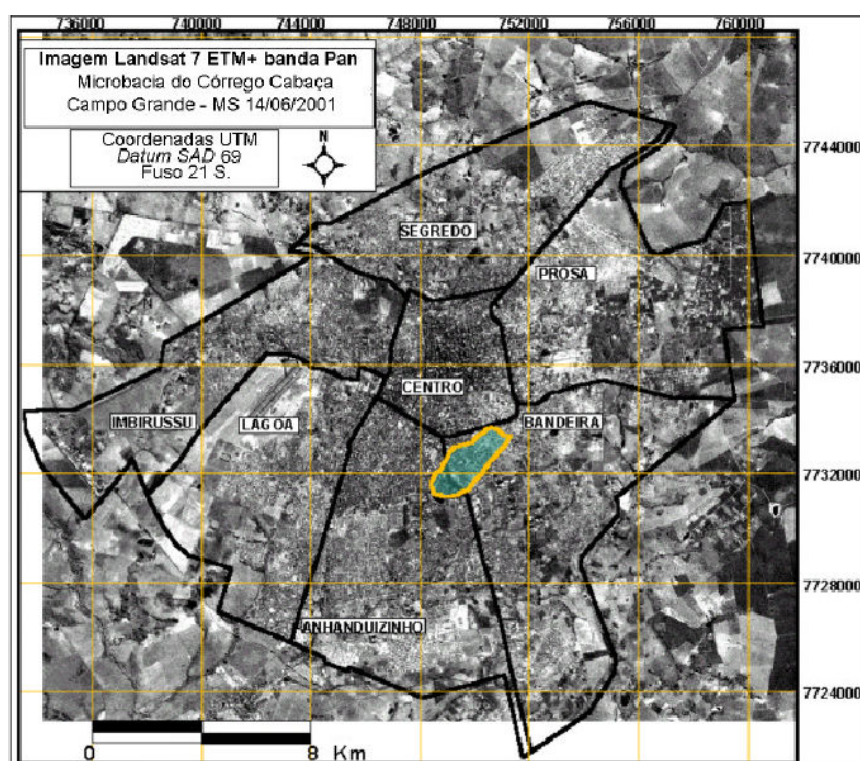 736000 740000 744000 748000 752000 756000 760000
Imagem Landsat 7 ETM+ banda Pan
Microbacia do Córrego Cabaça
Campo Grande - MS 14/06/2001
Coordenadas UTM
Datum SAD 69
Fuso 21 S.
N
7744000
SEGREDO
7740000
PROSA
N
7736000
CENTRO
IMBIRUSSU
LAGOA
BANDEIRA
7732000
7728000
ANHANDUIZINHO
7724000
0 8 Km